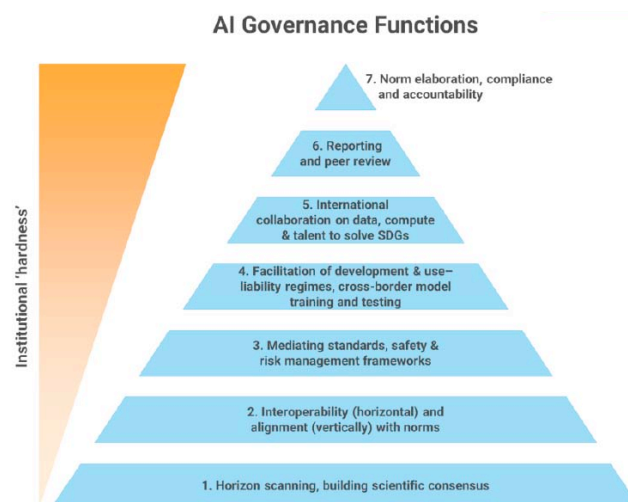 AI Governance Functions
Institutional 'hardness'
7. Norm elaboration, compliance
and accountability
6. Reporting
and peer review
5. International
collaboration on data, compute
& talent to solve SDGs
4. Facilitation of development & use–
liability regimes, cross-border model
training and testing
3. Mediating standards, safety &
risk management frameworks
2. Interoperability (horizontal) and
alignment (vertically) with norms
1. Horizon scanning, building scientific consensus